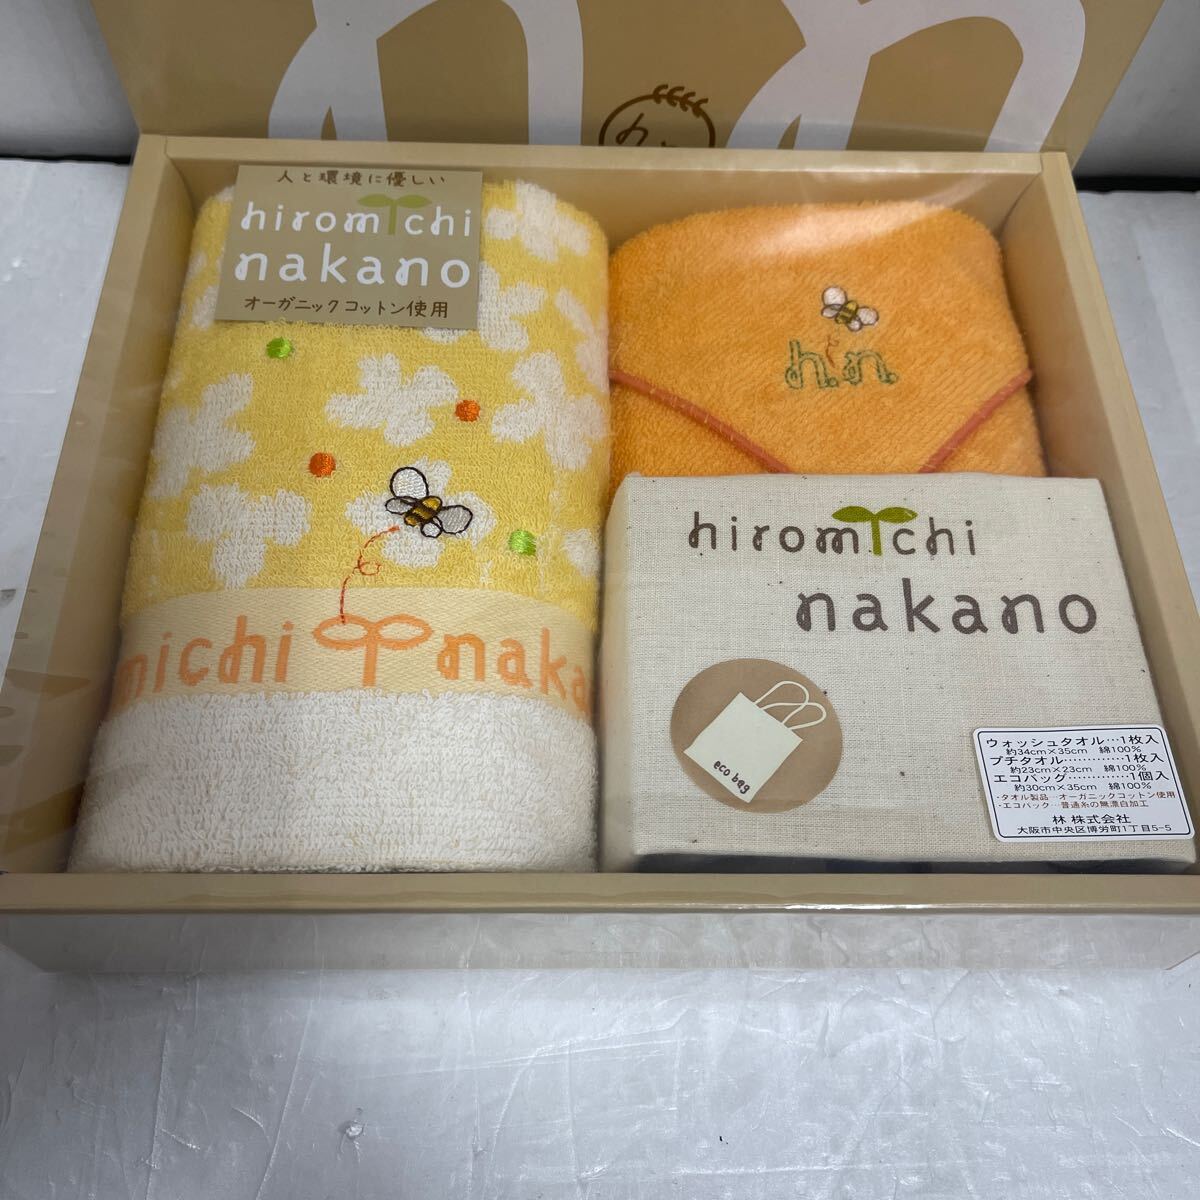 人と環境に優しい
hiromichi
nakano
オーガニックコットン使用
h.n.
michi naka
hiromichi
nakano
eco bag
ウォッシュタオル…1枚入
約34cm×35cm 綿100%
プチタオル…………1枚入
約23cm×23cm 綿100%
エコバッグ…………1個入
約30cm×35cm 綿100%
・タオル製品…オーガニックコットン使用
・エコバック…普通糸の無漂白加工
林 株式会社
大阪市中央区博労町1丁目5-5